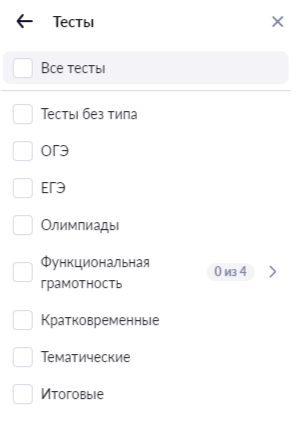 Тесты
Все тесты
Тесты без типа
ОГЭ
ЕГЭ
Олимпиады
Функциональная
грамотность
0 из 4
Кратковременные
Тематические
Итоговые